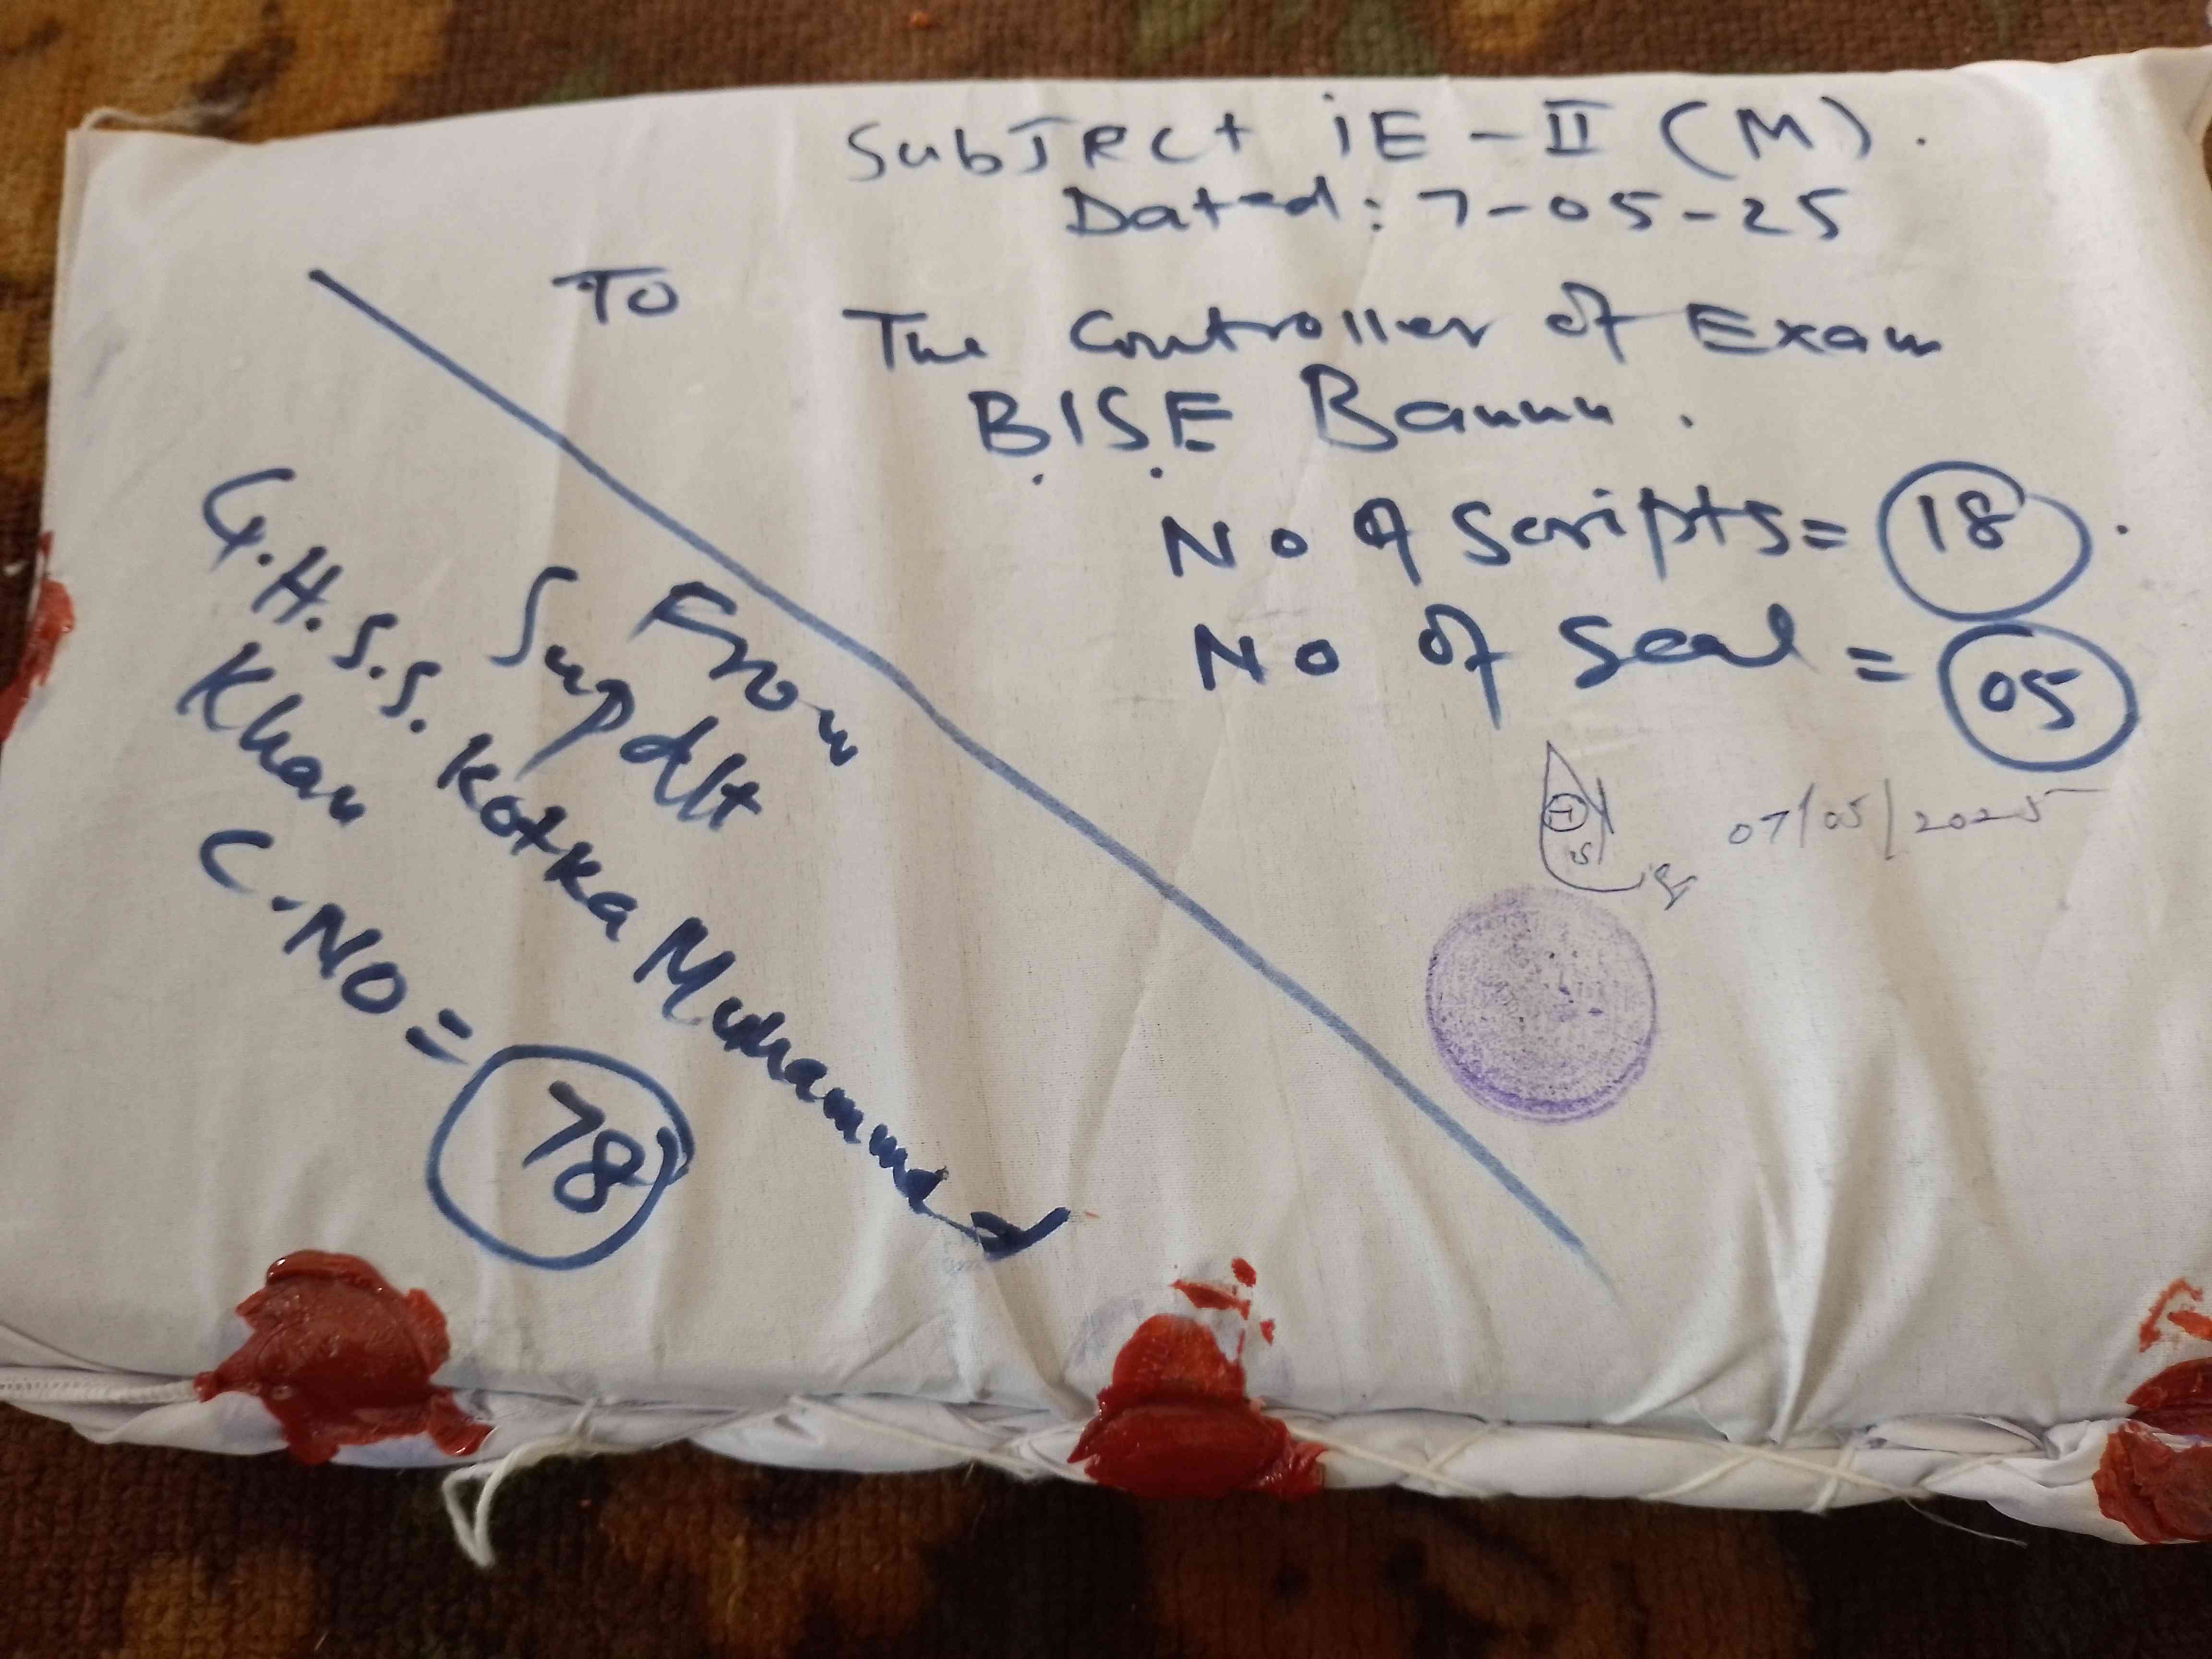 SubJect iE - II (M).
Dated: 7-05-25
To
The Controller of Exam
B.I.S.E Bannu.
No of Scripts = 18.
No of Seal = 05
07/05/2025
From
Supdtt
G.H.S.S. Kotka Muhammad
Khan
C.NO = 78